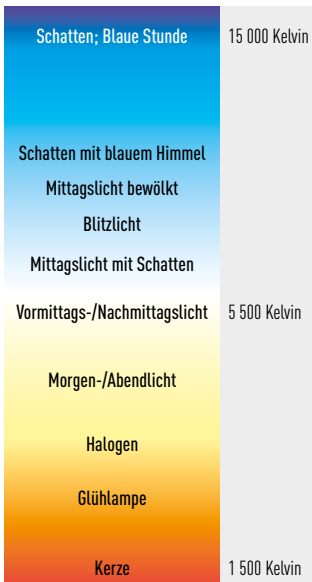 Schatten; Blaue Stunde 15 000 Kelvin
Schatten mit blauem Himmel
Mittagslicht bewölkt
Blitzlicht
Mittagslicht mit Schatten
Vormittags-/Nachmittagslicht 5 500 Kelvin
Morgen-/Abendlicht
Halogen
Glühlampe
Kerze 1 500 Kelvin